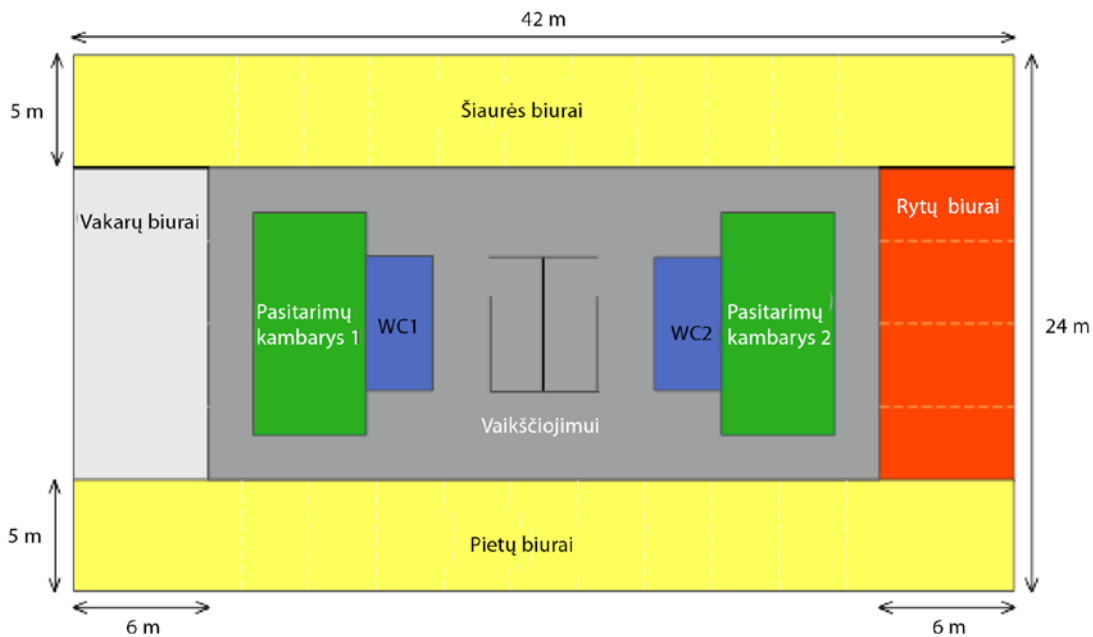 42 m
5 m
Šiaurės biurai
Vakarų biurai
Rytų biurai
Pasitarimų
kambarys 1
WC1
WC2
Pasitarimų
kambarys 2
24 m
Vaikščiojimui
5 m
Pietų biurai
6 m
6 m